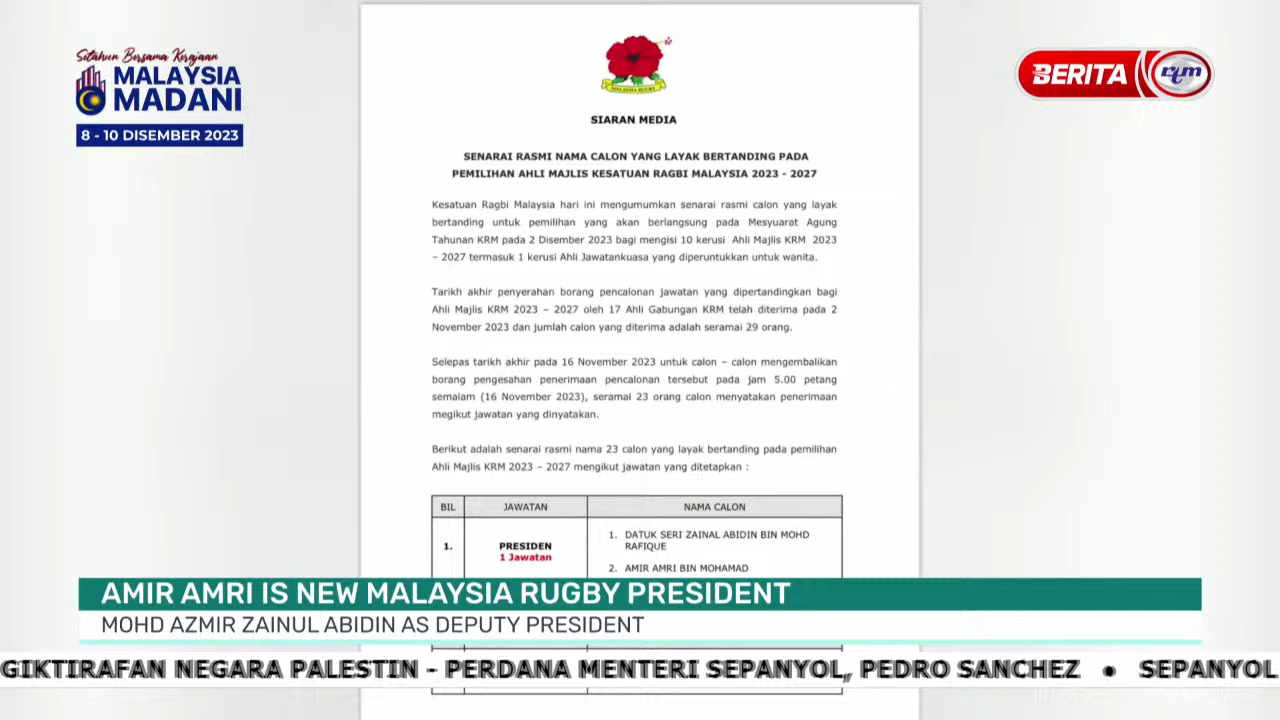 Setahun Bersama Kerajaan
MALAYSIA
MADANI
8 - 10 DISEMBER 2023
BERITA rtm
MALAYSIA RUGBY
SIARAN MEDIA
SENARAI RASMI NAMA CALON YANG LAYAK BERTANDING PADA
PEMILIHAN AHLI MAJLIS KESATUAN RAGBI MALAYSIA 2023 - 2027
Kesatuan Ragbi Malaysia hari ini mengumumkan senarai rasmi calon yang layak
bertanding untuk pemilihan yang akan berlangsung pada Mesyuarat Agung
Tahunan KRM pada 2 Disember 2023 bagi mengisi 10 kerusi Ahli Majlis KRM 2023
– 2027 termasuk 1 kerusi Ahli Jawatankuasa yang diperuntukkan untuk wanita.
Tarikh akhir penyerahan borang pencalonan jawatan yang dipertandingkan bagi
Ahli Majlis KRM 2023 – 2027 oleh 17 Ahli Gabungan KRM telah diterima pada 2
November 2023 dan jumlah calon yang diterima adalah seramai 29 orang.
Selepas tarikh akhir pada 16 November 2023 untuk calon – calon mengembalikan
borang pengesahan penerimaan pencalonan tersebut pada jam 5.00 petang
semalam (16 November 2023), seramai 23 orang calon menyatakan penerimaan
megikut jawatan yang dinyatakan.
Berikut adalah senarai rasmi nama 23 calon yang layak bertanding pada pemilihan
Ahli Majlis KRM 2023 – 2027 mengikut jawatan yang ditetapkan :
BIL JAWATAN NAMA CALON
1. PRESIDEN
1 Jawatan
1. DATUK SERI ZAINAL ABIDIN BIN MOHD
RAFIQUE
2. AMIR AMRI BIN MOHAMAD
AMIR AMRI IS NEW MALAYSIA RUGBY PRESIDENT
MOHD AZMIR ZAINUL ABIDIN AS DEPUTY PRESIDENT
GIKTIRAFAN NEGARA PALESTIN - PERDANA MENTERI SEPANYOL, PEDRO SANCHEZ • SEPANYOL